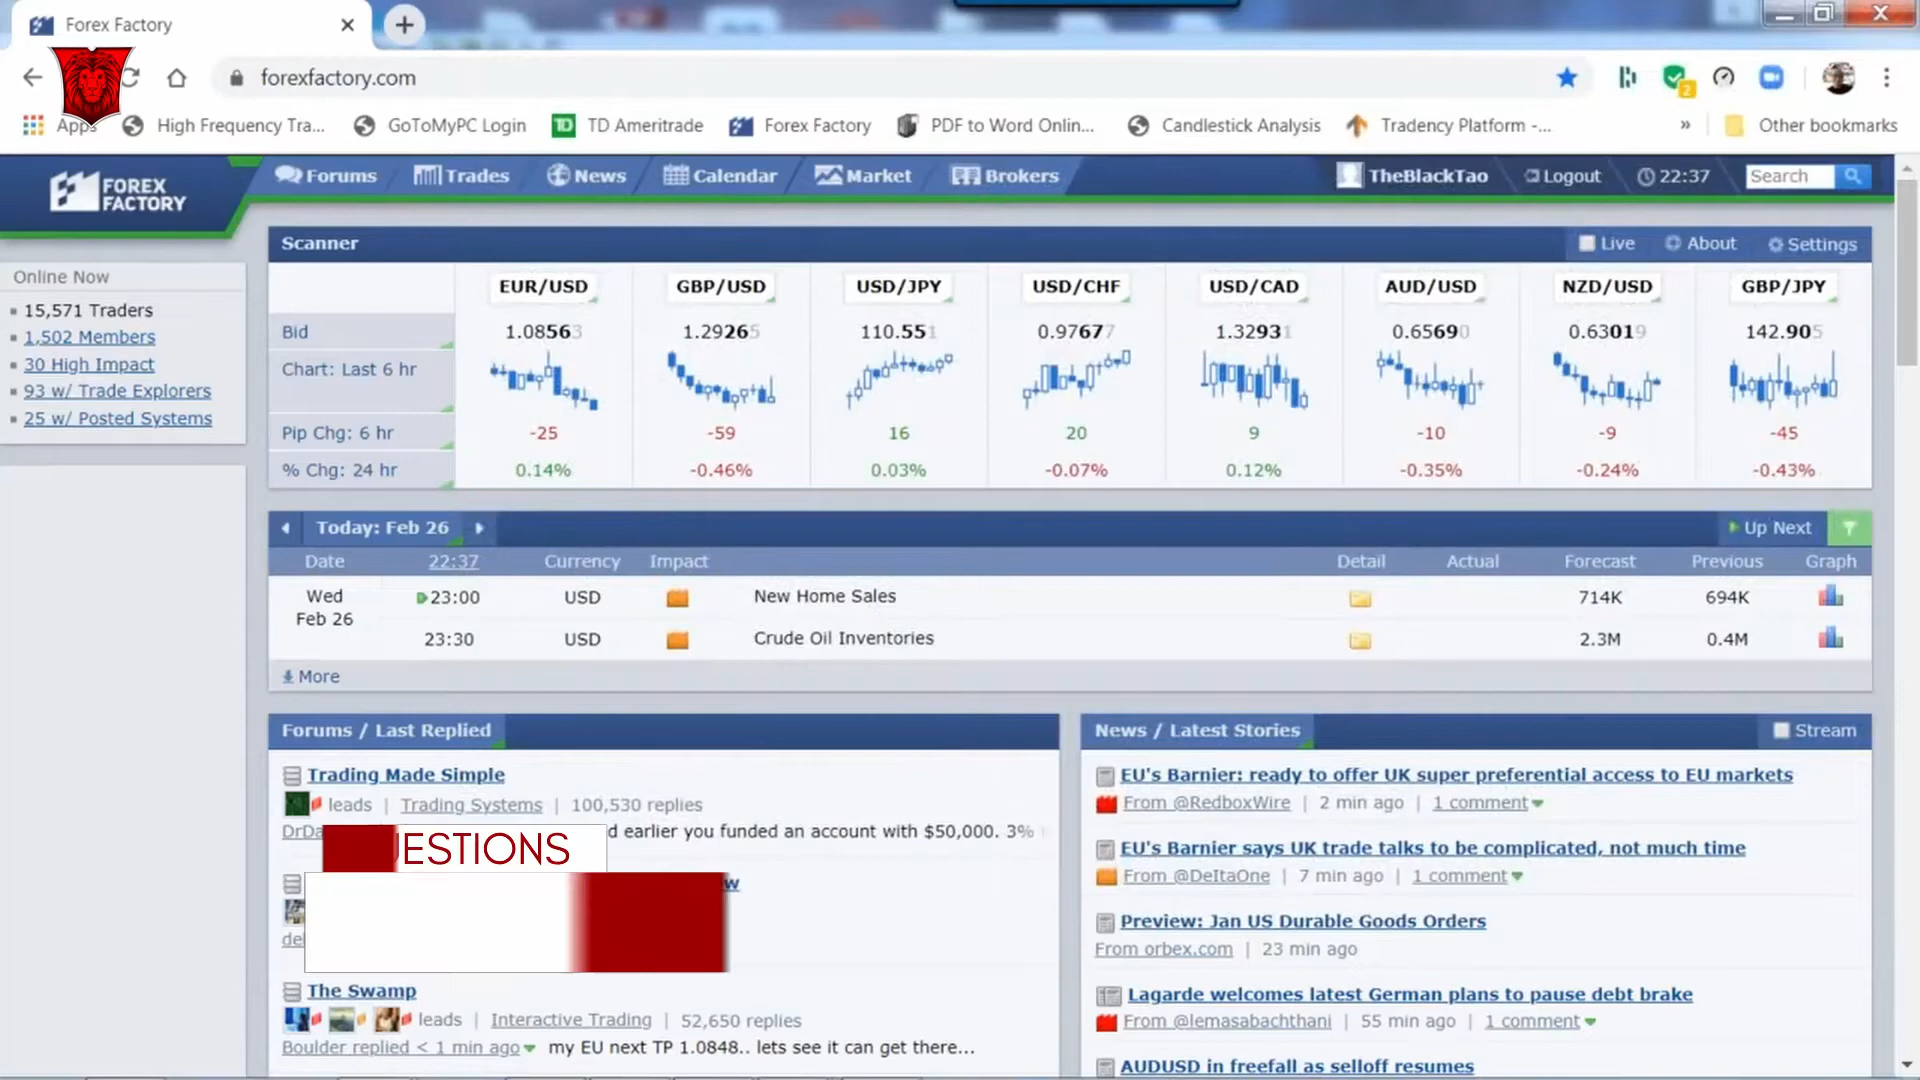 Forex Factory
forexfactory.com
2
Apps
High Frequency Tra...
GoToMyPC Login
TD Ameritrade
Forex Factory
PDF to Word Onlin...
Candlestick Analysis
Tradency Platform -...
»
Other bookmarks
FOREX
FACTORY
Forums
Trades
News
Calendar
Market
Brokers
TheBlackTao
Logout
22:37
Search
Online Now
15,571 Traders
1,502 Members
30 High Impact
93 w/ Trade Explorers
25 w/ Posted Systems
Scanner
Live
About
Settings
EUR/USD GBP/USD USD/JPY USD/CHF USD/CAD AUD/USD NZD/USD GBP/JPY
Bid 1.08563 1.29265 110.551 0.97677 1.32931 0.65690 0.63019 142.905
Chart: Last 6 hr
Pip Chg: 6 hr -25 -59 16 20 9 -10 -9 -45
% Chg: 24 hr 0.14% -0.46% 0.03% -0.07% 0.12% -0.35% -0.24% -0.43%
Today: Feb 26
Up Next
Date 22:37 Currency Impact Detail Actual Forecast Previous Graph
Wed
Feb 26
23:00 USD New Home Sales 714K 694K
23:30 USD Crude Oil Inventories 2.3M 0.4M
More
Forums / Last Replied
Trading Made Simple
leads | Trading Systems | 100,530 replies
earlier you funded an account with $50,000. 3%
ESTIONS
The Swamp
leads | Interactive Trading | 52,650 replies
Boulder replied < 1 min ago my EU next TP 1.0848.. lets see it can get there...
News / Latest Stories
Stream
EU's Barnier: ready to offer UK super preferential access to EU markets
From @RedboxWire | 2 min ago | 1 comment
EU's Barnier says UK trade talks to be complicated, not much time
From @DeItaOne | 7 min ago | 1 comment
Preview: Jan US Durable Goods Orders
From orbex.com | 23 min ago
Lagarde welcomes latest German plans to pause debt brake
From @lemasabachthani | 55 min ago | 1 comment
AUDUSD in freefall as selloff resumes